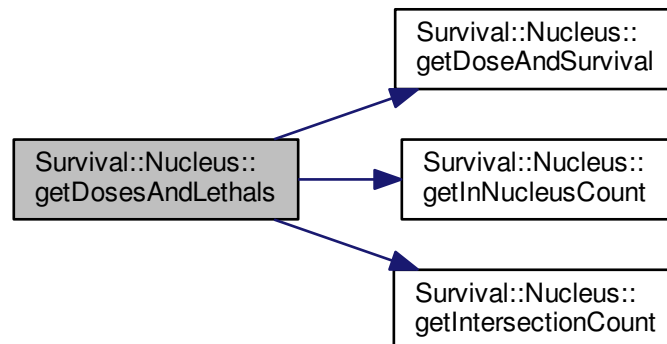 Survival::Nucleus::
getDoseAndSurvival
Survival::Nucleus::
getDosesAndLethals
Survival::Nucleus::
getInNucleusCount
Survival::Nucleus::
getIntersectionCount